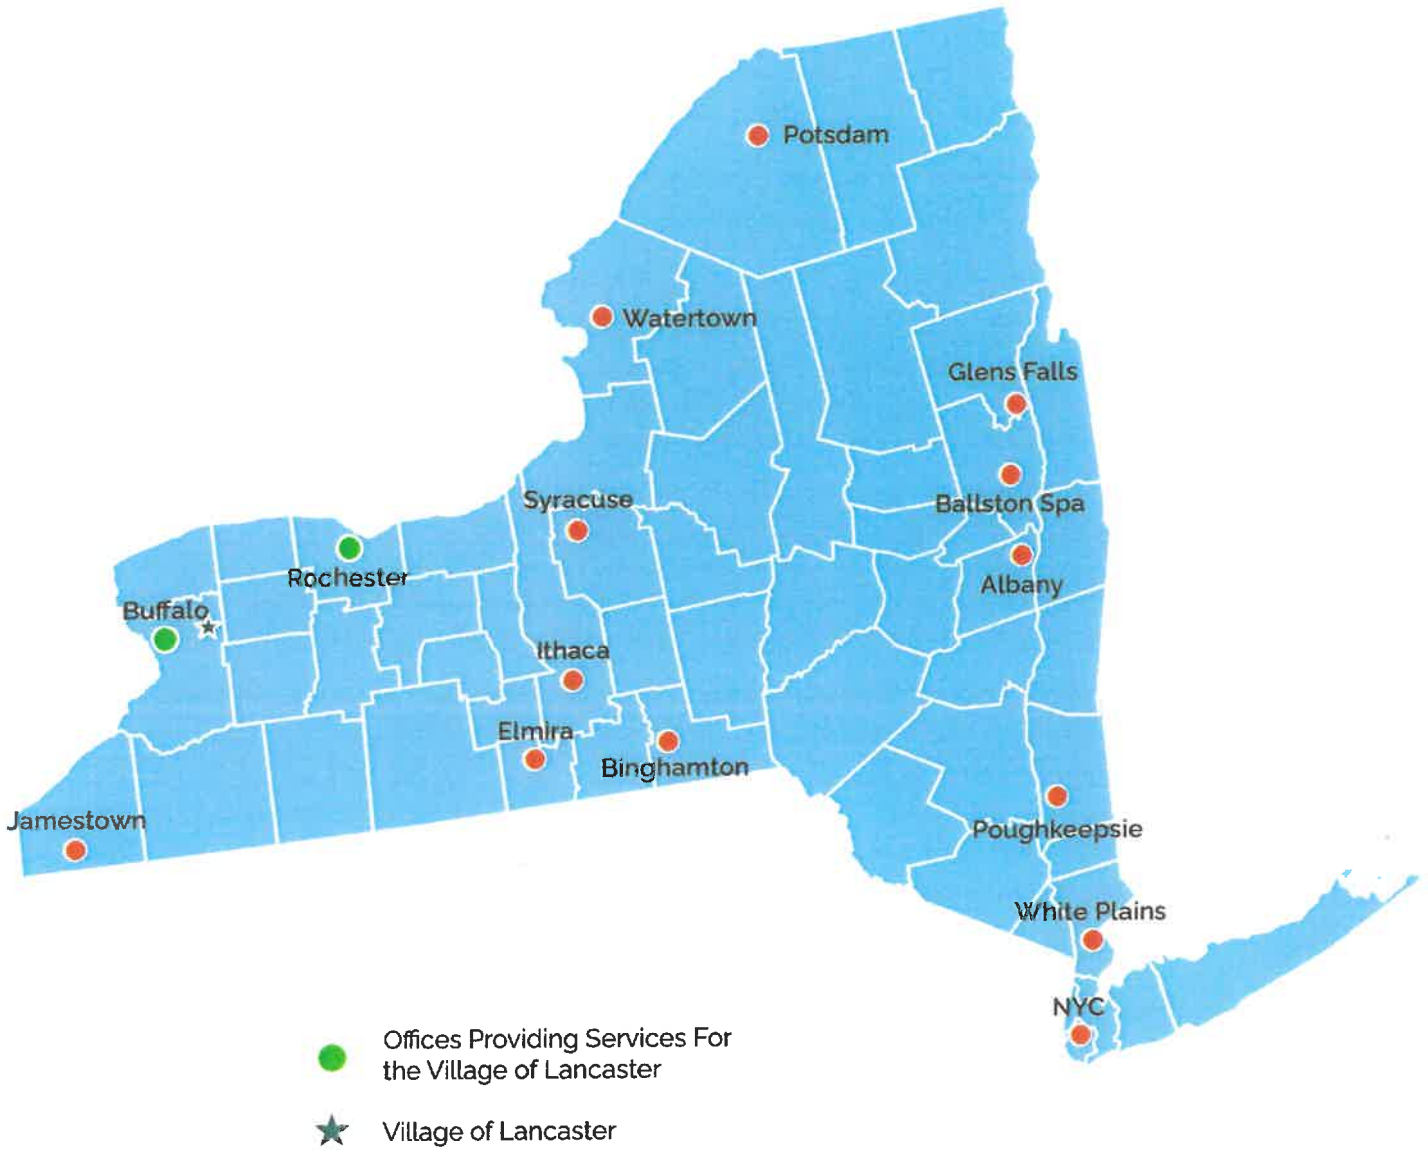 Potsdam
Watertown
Glens Falls
Syracuse
Ballston Spa
Rochester
Albany
Buffalo
Ithaca
Elmira
Binghamton
Jamestown
Poughkeepsie
White Plains
NYC
Offices Providing Services For
the Village of Lancaster
Village of Lancaster